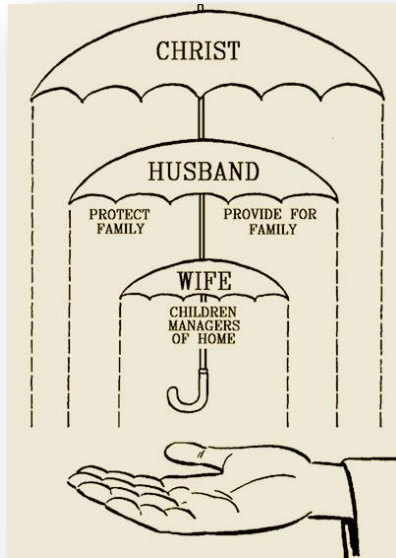 CHRIST
HUSBAND
PROTECT
FAMILY
PROVIDE FOR
FAMILY
WIFE
CHILDREN
MANAGERS
OF HOME